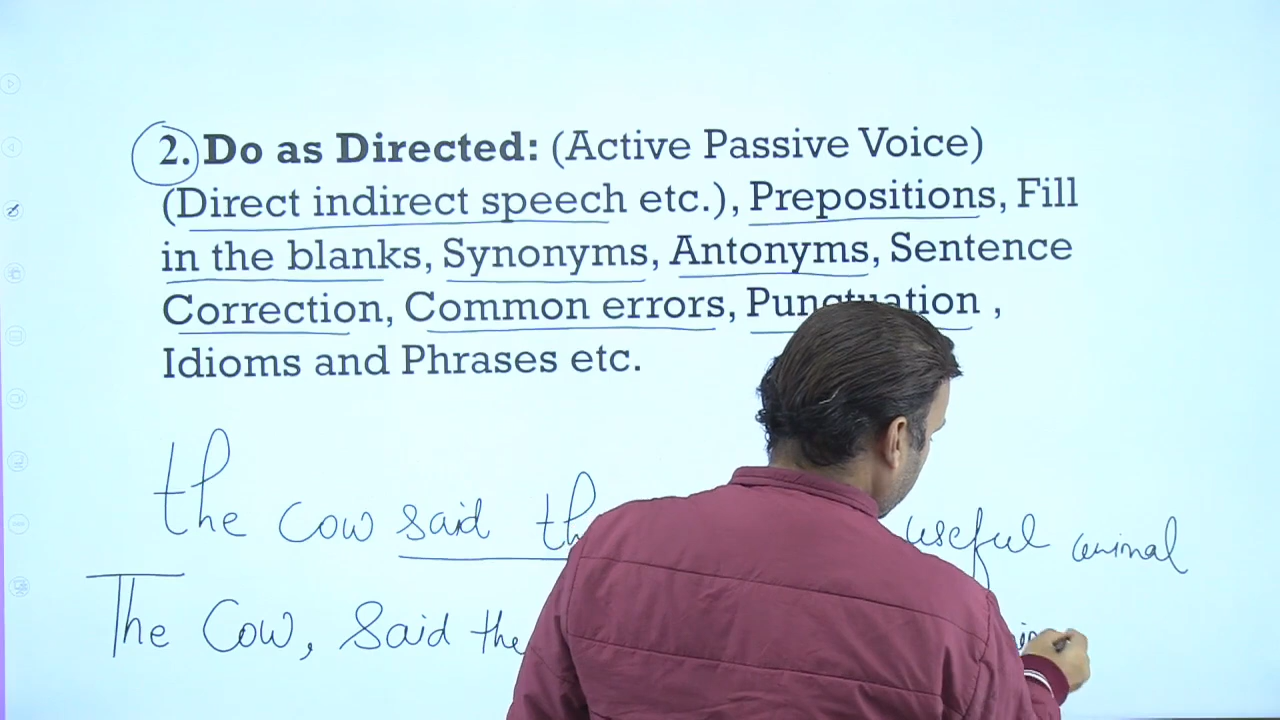 2. Do as Directed: (Active Passive Voice)
(Direct indirect speech etc.), Prepositions, Fill
in the blanks, Synonyms, Antonyms, Sentence
Correction, Common errors, Punctuation ,
Idioms and Phrases etc.
the cow said useful animal
The Cow, Said the